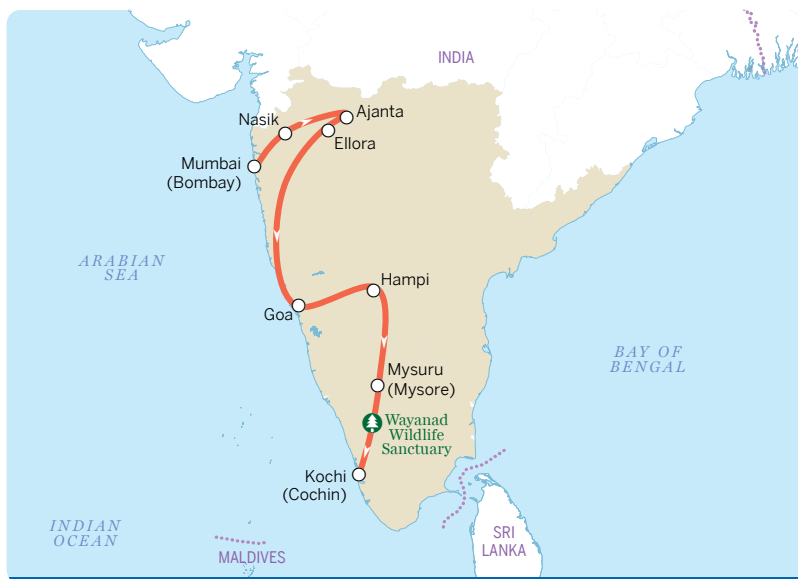 INDIA
Nasik
Ajanta
Ellora
Mumbai
(Bombay)
ARABIAN
SEA
Hampi
Goa
BAY OF
BENGAL
Mysuru
(Mysore)
Wayanad
Wildlife
Sanctuary
Kochi
(Cochin)
INDIAN
OCEAN
MALDIVES
SRI
LANKA